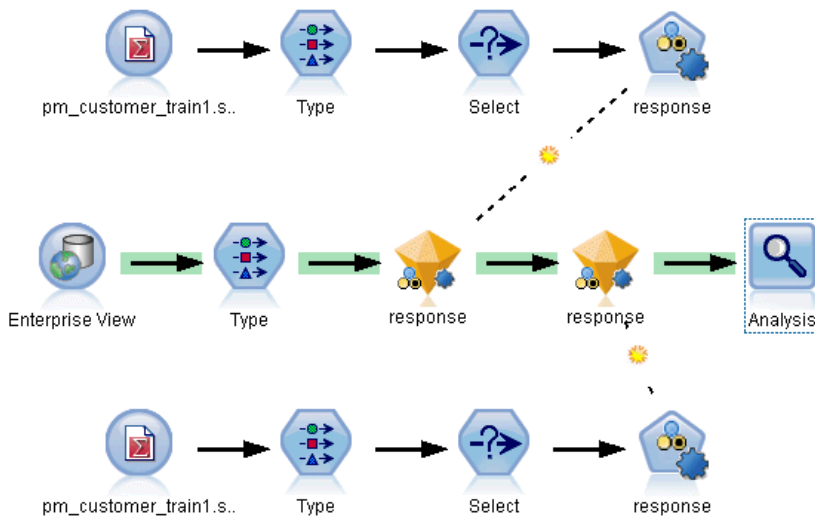 pm_customer_train1.s..
Type
Select
response
Enterprise View
Type
response
response
Analysis
pm_customer_train1.s..
Type
Select
response